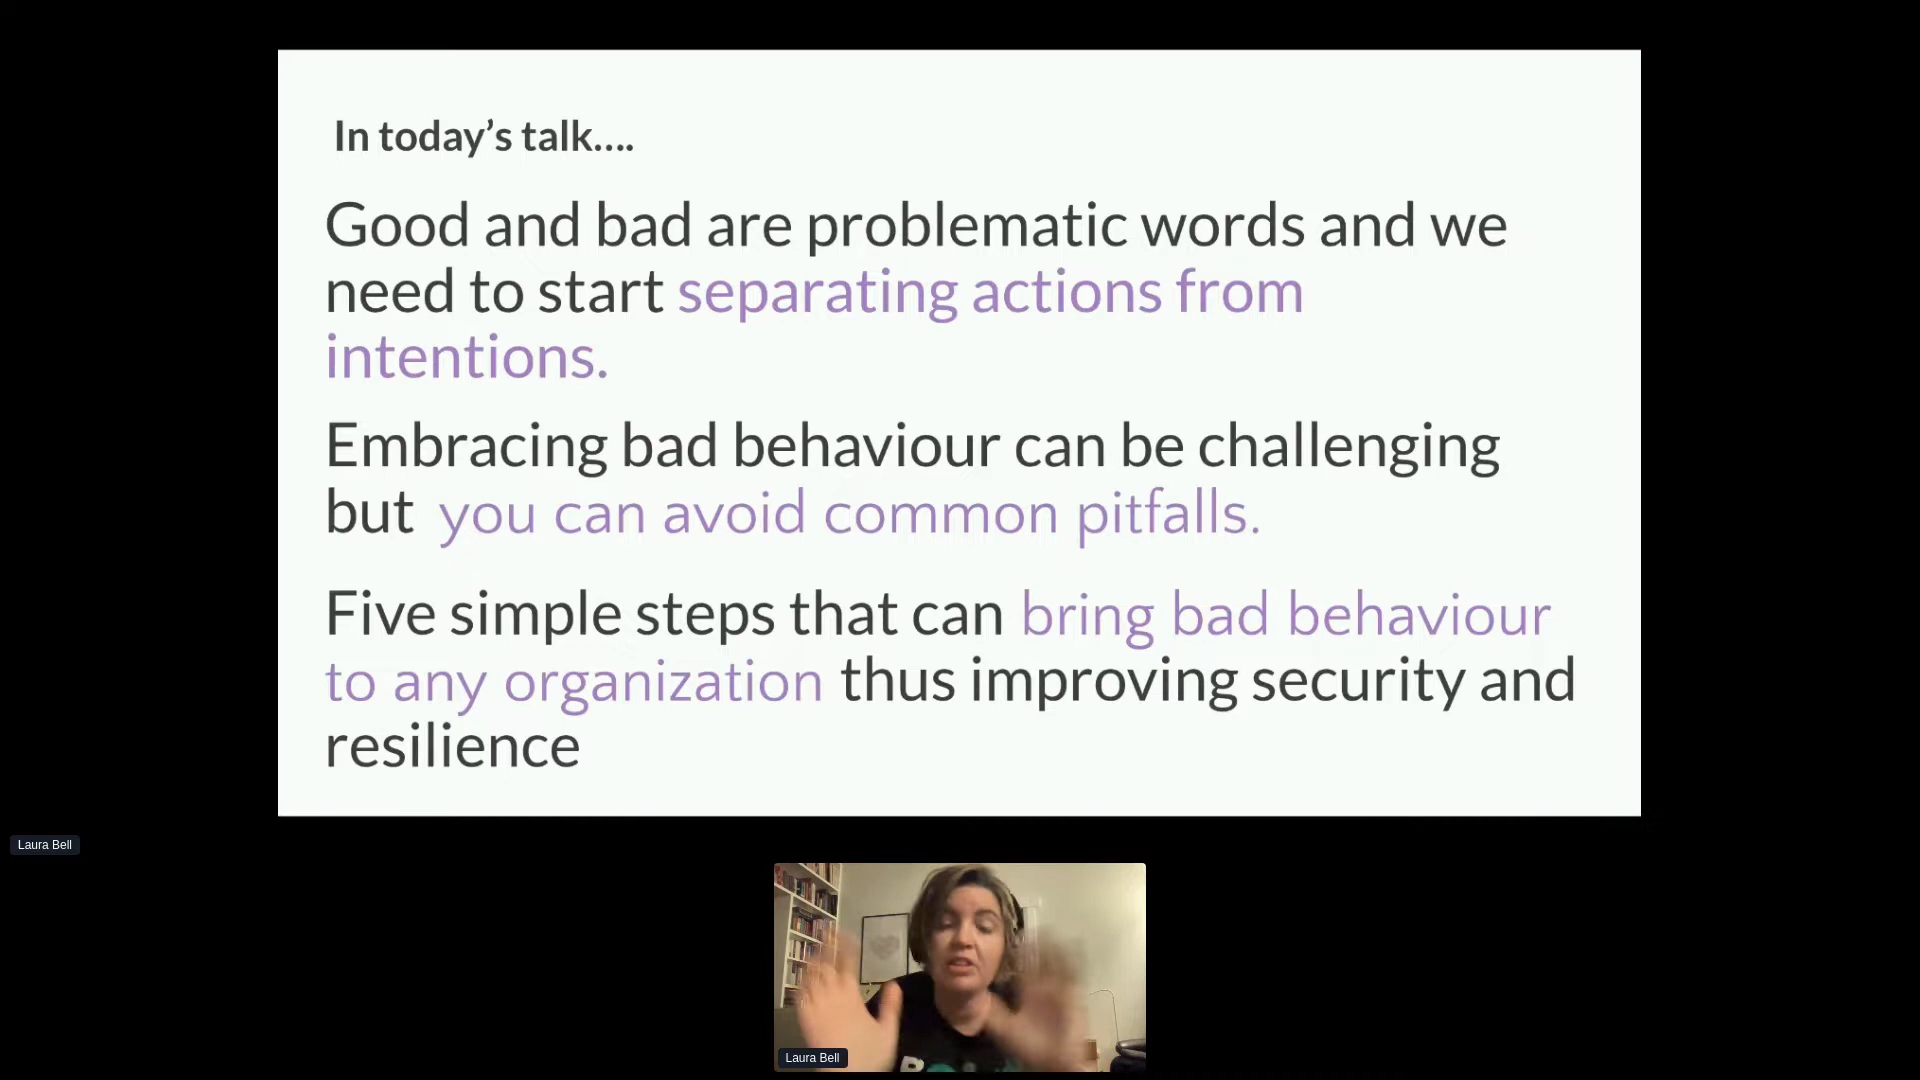 In today’s talk....
Good and bad are problematic words and we
need to start separating actions from
intentions.
Embracing bad behaviour can be challenging
but you can avoid common pitfalls.
Five simple steps that can bring bad behaviour
to any organization thus improving security and
resilience
Laura Bell
Laura Bell